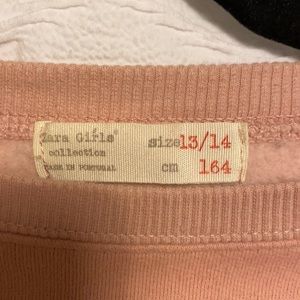 Zara Girls®
collection
MADE IN PORTUGAL
size 13/14
cm 164